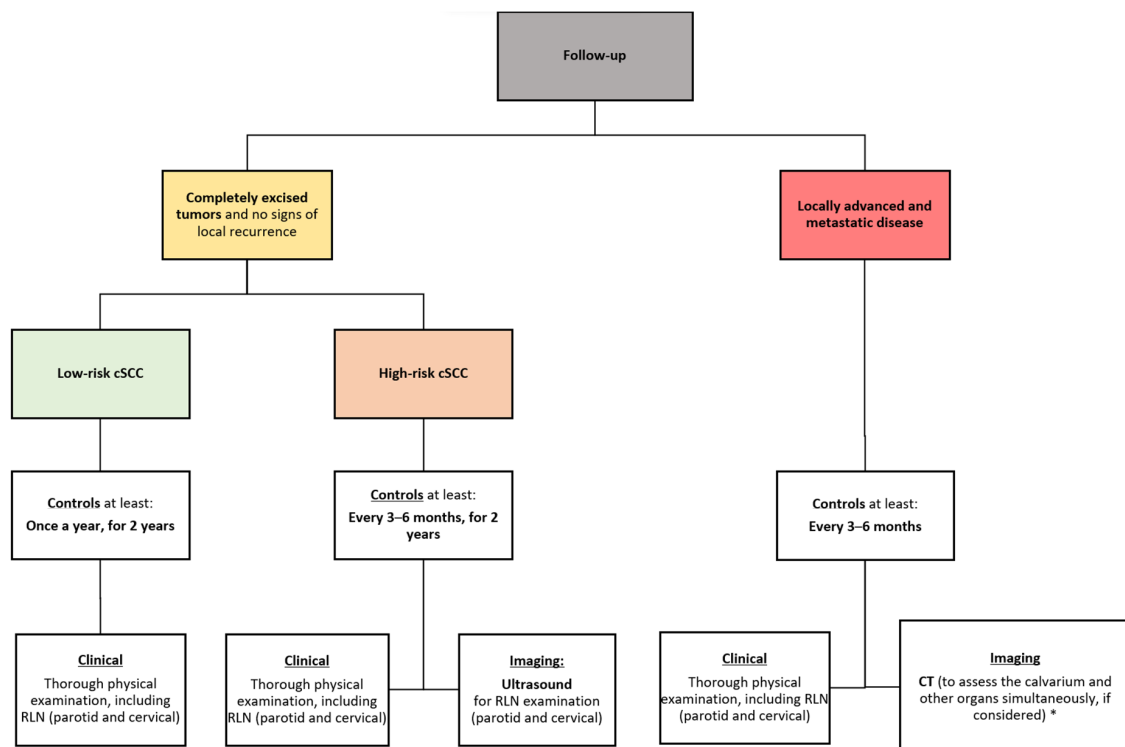 Follow-up
Completely excised
tumors and no signs of
local recurrence
Locally advanced and
metastatic disease
Low-risk cSCC
High-risk cSCC
Controls at least:
Once a year, for 2 years
Controls at least:
Every 3–6 months, for 2
years
Controls at least:
Every 3–6 months
Clinical
Thorough physical
examination, including
RLN (parotid and cervical)
Clinical
Thorough physical
examination, including
RLN (parotid and cervical)
Imaging:
Ultrasound
for RLN examination
(parotid and cervical)
Clinical
Thorough physical
examination, including RLN
(parotid and cervical)
Imaging
CT (to assess the calvarium and
other organs simultaneously, if
considered) *